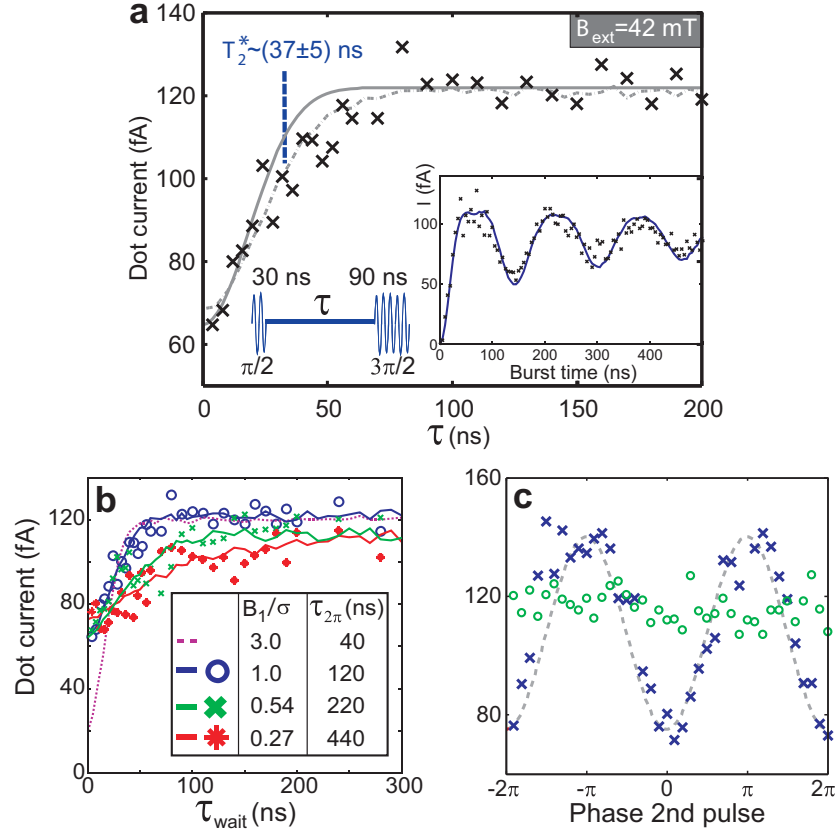 a
B_ext=42 mT
T_2^*~(37±5) ns
Dot current (fA)
140
120
100
80
60
0
50
100
150
200
τ(ns)
30 ns
90 ns
τ
π/2
3π/2
I (fA)
100
50
0
0
100
200
300
400
Burst time (ns)
b
Dot current (fA)
120
80
40
0
0
100
200
300
τ_wait(ns)
B_1/σ τ_2π(ns)
3.0 40
1.0 120
0.54 220
0.27 440
c
160
120
80
-2π
-π
0
π
2π
Phase 2nd pulse